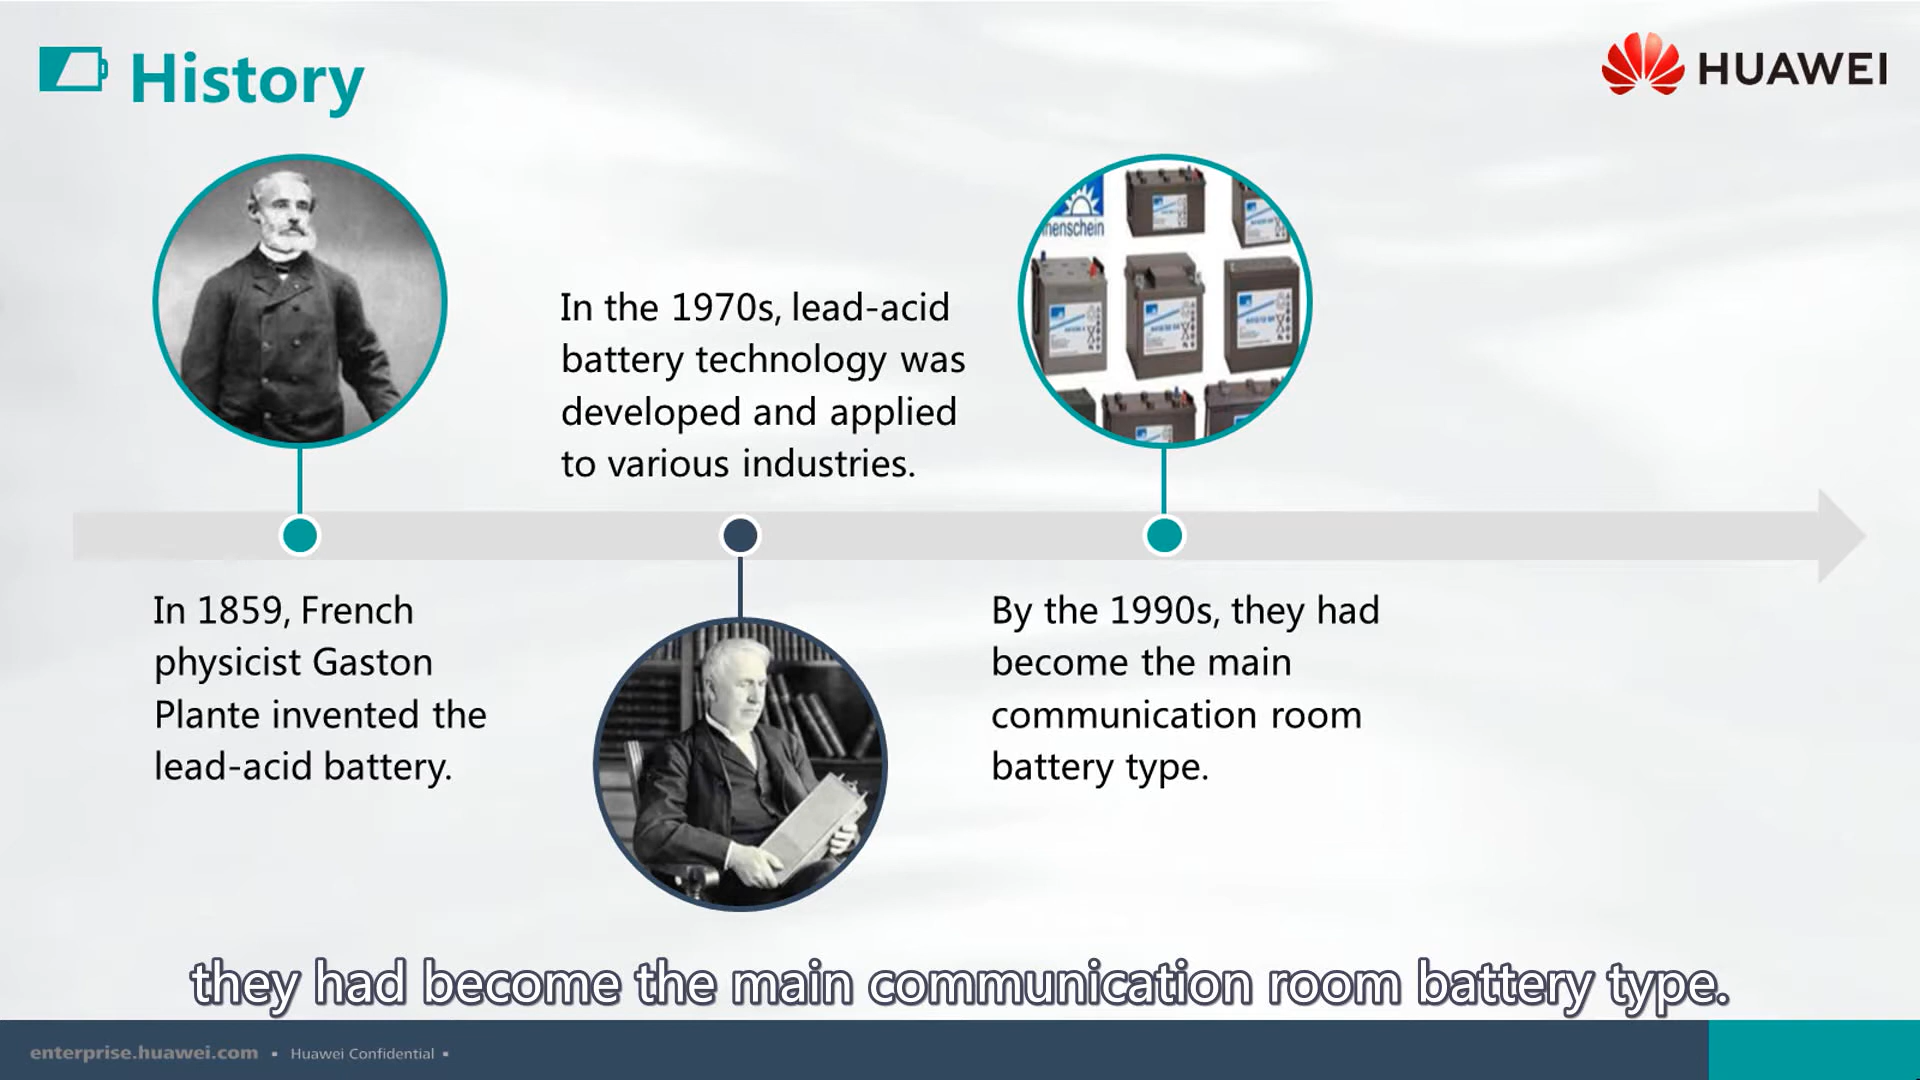 History
HUAWEI
In 1859, French
physicist Gaston
Plante invented the
lead-acid battery.
In the 1970s, lead-acid
battery technology was
developed and applied
to various industries.
nenschein
By the 1990s, they had
become the main
communication room
battery type.
they had become the main communication room battery type.
enterprise.huawei.com ▪ Huawei Confidential ▪